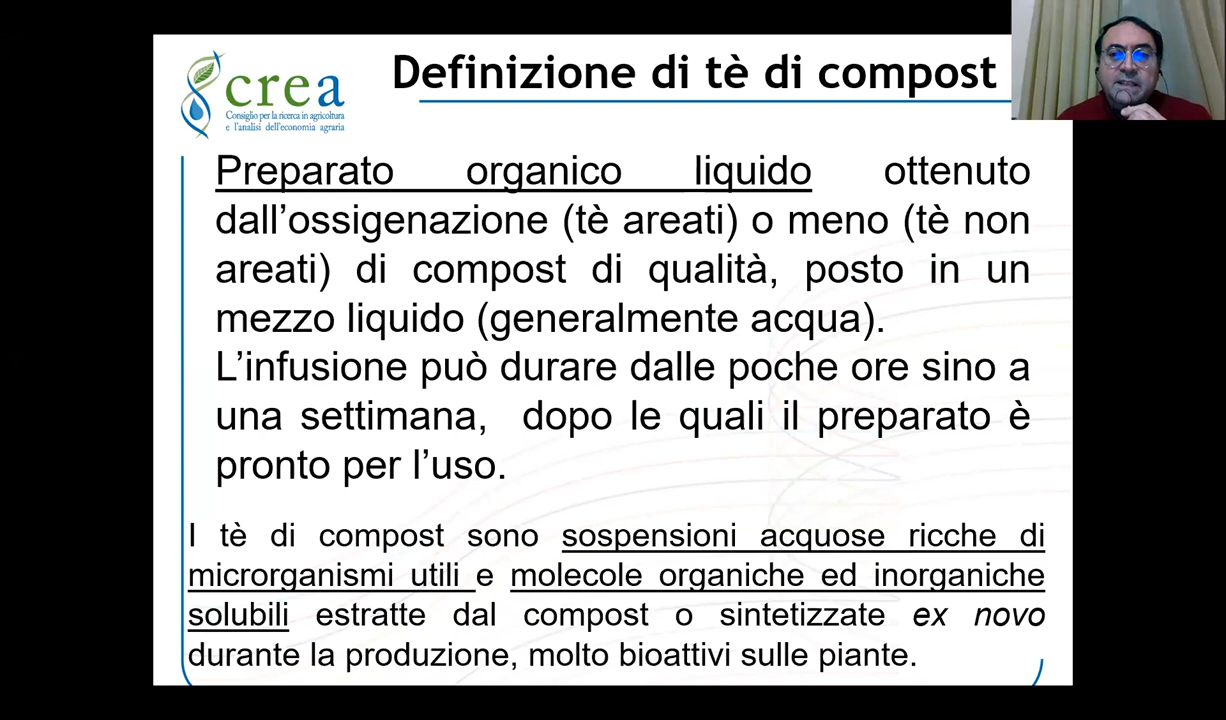 crea
Consiglio per la ricerca in agricoltura
e l'analisi dell'economia agraria
Definizione di tè di compost
Preparato organico liquido ottenuto
dall'ossigenazione (tè areati) o meno (tè non
areati) di compost di qualità, posto in un
mezzo liquido (generalmente acqua).
L'infusione può durare dalle poche ore sino a
una settimana, dopo le quali il preparato è
pronto per l'uso.
I tè di compost sono sospensioni acquose ricche di
microrganismi utili e molecole organiche ed inorganiche
solubili estratte dal compost o sintetizzate ex novo
durante la produzione, molto bioattivi sulle piante.